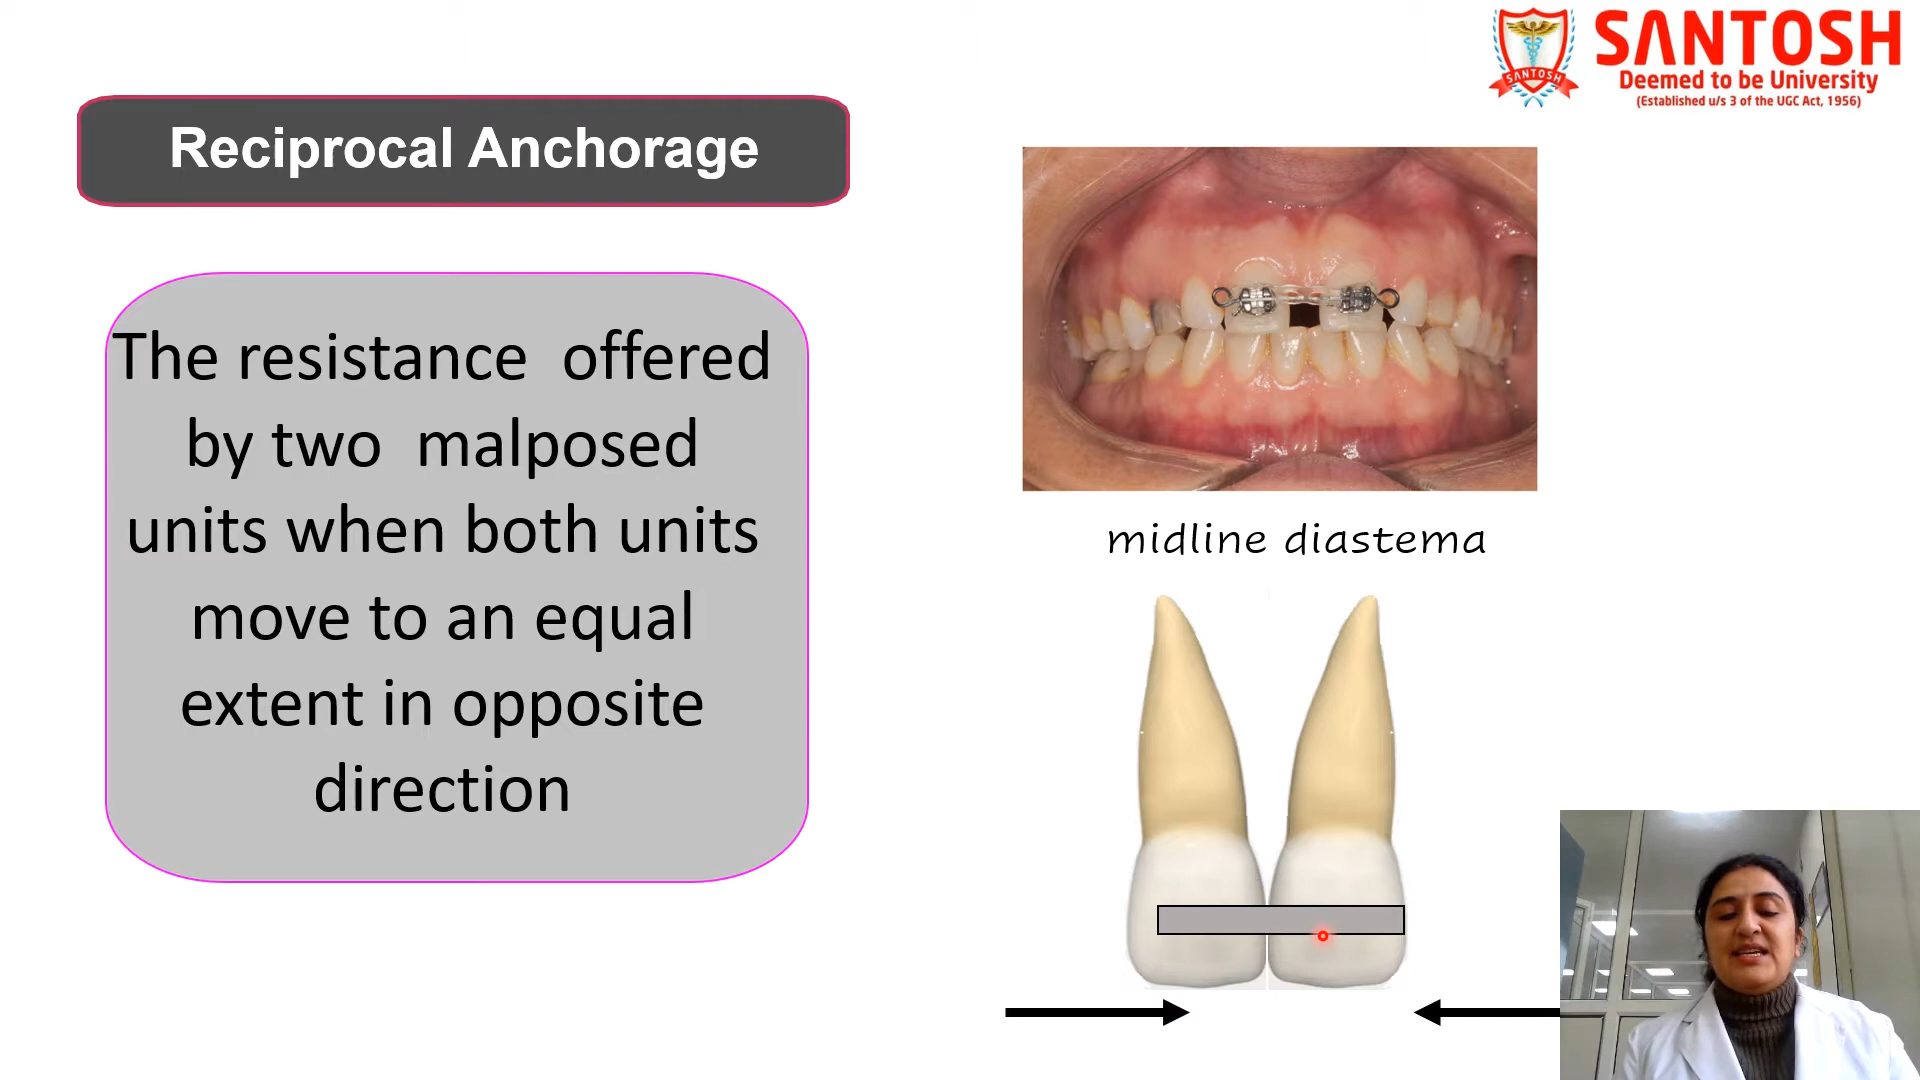 SANTOSH
Deemed to be University
(Established u/s 3 of the UGC Act, 1956)
SANTOSH
Reciprocal Anchorage
The resistance offered
by two malposed
units when both units
move to an equal
extent in opposite
direction
midline diastema